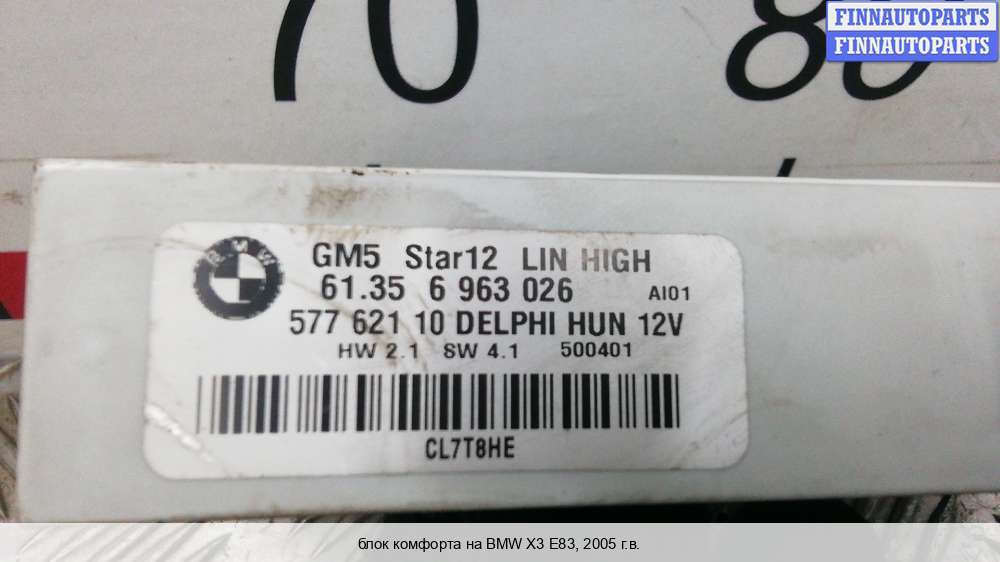 70 80
FINNAUTOPARTS
FINNAUTOPARTS
BMW
GM5 Star12 LIN HIGH
61.35 6 963 026 AI01
577 621 10 DELPHI HUN 12V
HW 2.1 SW 4.1 500401
CL7T8HE
блок комфорта на BMW X3 E83, 2005 г.в.